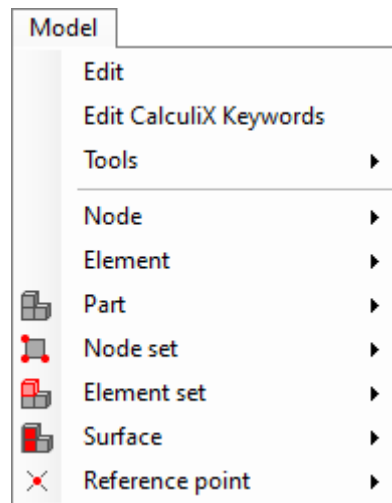 Model
Edit
Edit CalculiX Keywords
Tools
Node
Element
Part
Node set
Element set
Surface
Reference point